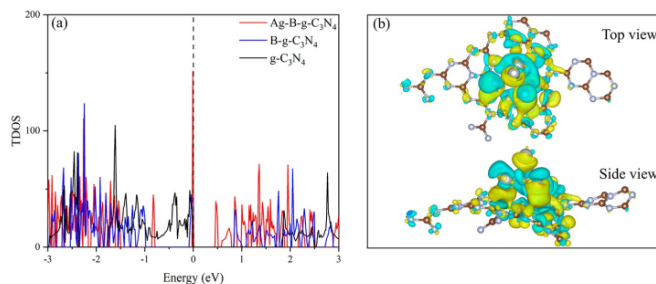 (a)
Ag-B-g-C₃N₄
B-g-C₃N₄
g-C₃N₄
200
100
0
TDOS
-3 -2 -1 0 1 2 3
Energy (eV)
(b)
Top view
Side view